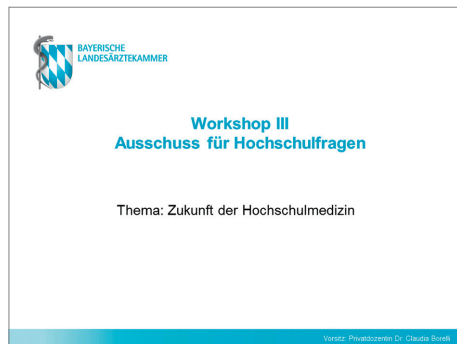 BAYERISCHE
LANDESÄRZTEKAMMER
Workshop III
Ausschuss für Hochschulfragen
Thema: Zukunft der Hochschulmedizin
Vorsitz: Privatdozentin Dr. Claudia Borelli